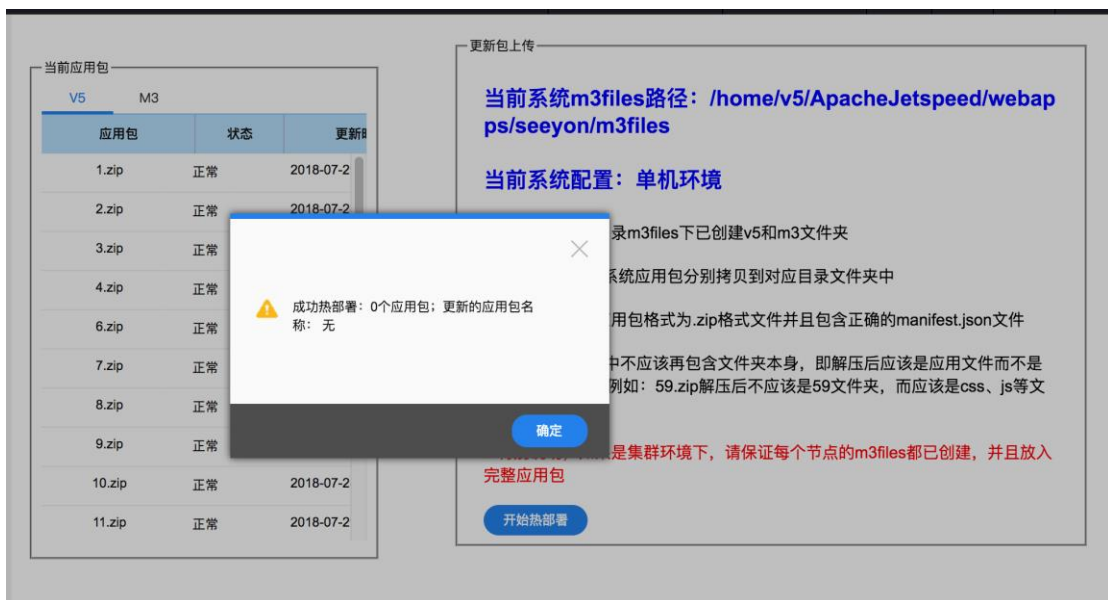 当前应用包
V5 M3
应用包 状态 更新
1.zip 正常 2018-07-2
2.zip 正常 2018-07-2
3.zip 正常
4.zip 正常
6.zip 正常
7.zip 正常
8.zip 正常
9.zip 正常
10.zip 正常 2018-07-2
11.zip 正常 2018-07-2
更新包上传
当前系统m3files路径：/home/v5/ApacheJetspeed/webap
ps/seeyon/m3files
当前系统配置：单机环境
录m3files下已创建v5和m3文件夹
系统应用包分别拷贝到对应目录文件夹中
用包格式为.zip格式文件并且包含正确的manifest.json文件
中不应该再包含文件夹本身，即解压后应该是应用文件而不是
例如：59.zip解压后不应该是59文件夹，而应该是css、js等文
是集群环境下，请保证每个节点的m3files都已创建，并且放入
完整应用包
开始热部署
成功热部署：0个应用包；更新的应用包名
称： 无
确定